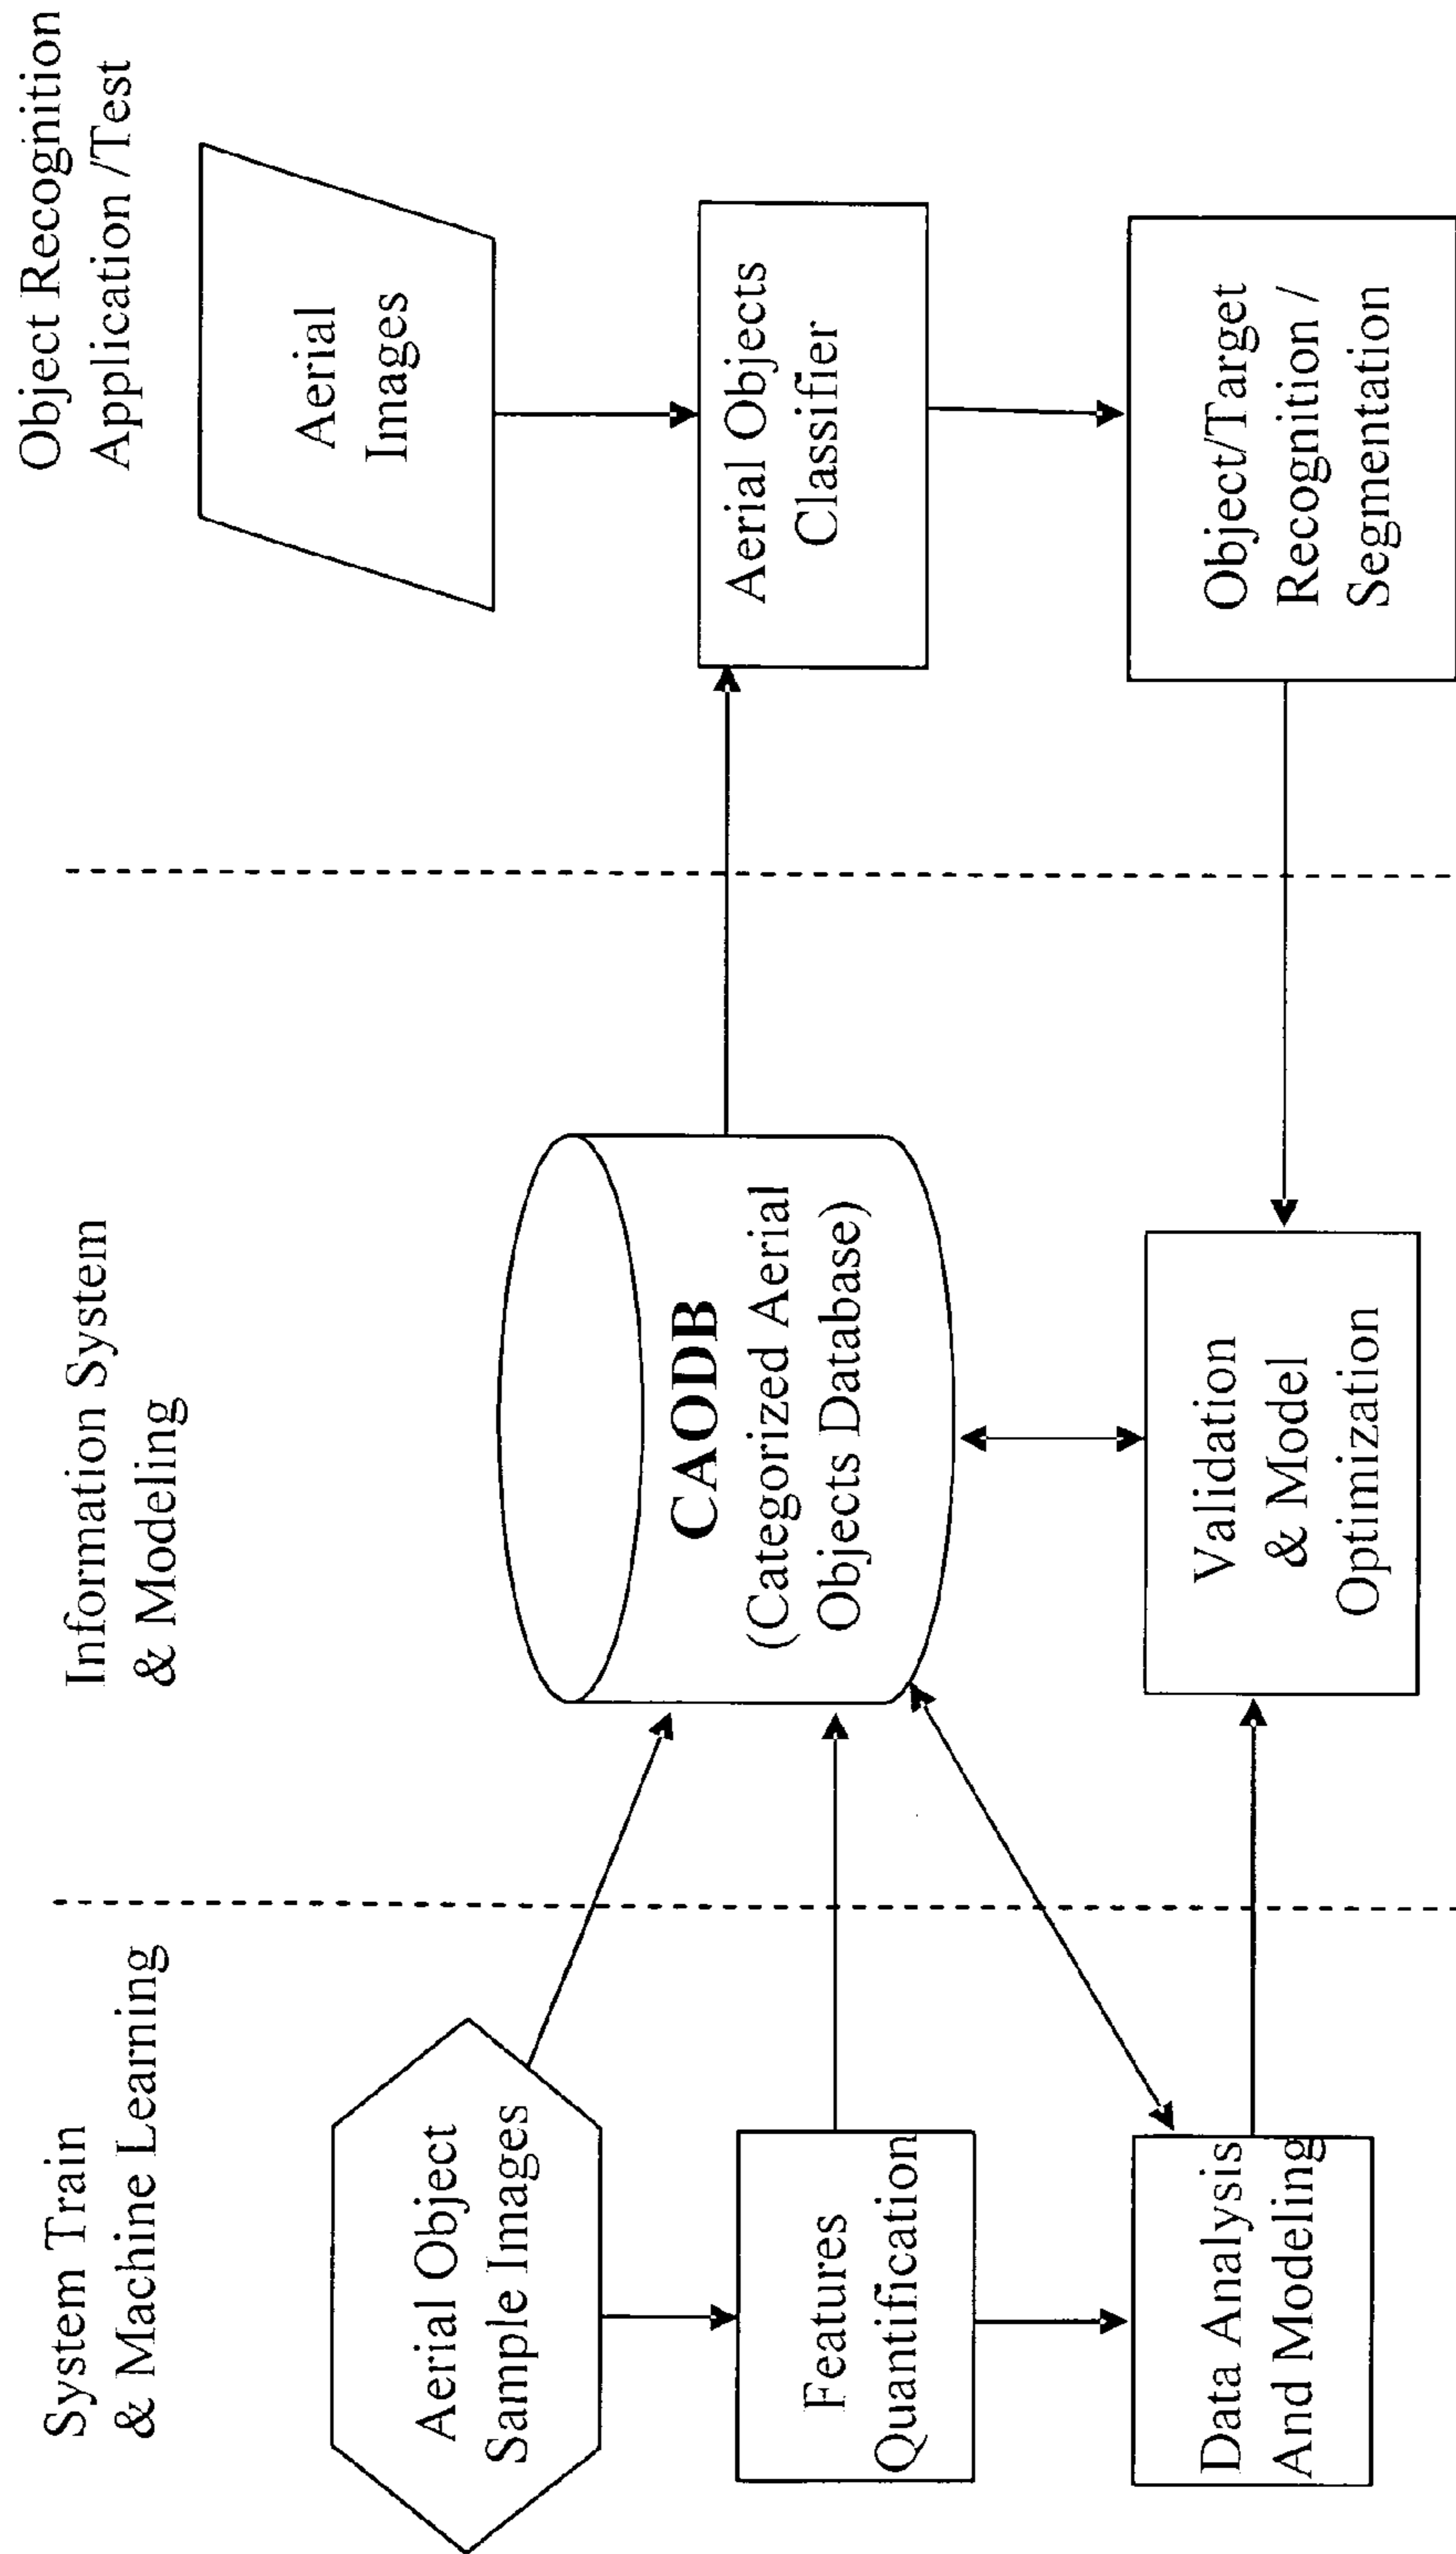 System Train
& Machine Learning
Aerial Object
Sample Images
Features
Quantification
Data Analysis
And Modeling
Information System
& Modeling
CAODB
(Categorized Aerial
Objects Database)
Validation
& Model
Optimization
Object Recognition
Application /Test
Aerial
Images
Aerial Objects
Classifier
Object/Target
Recognition /
Segmentation